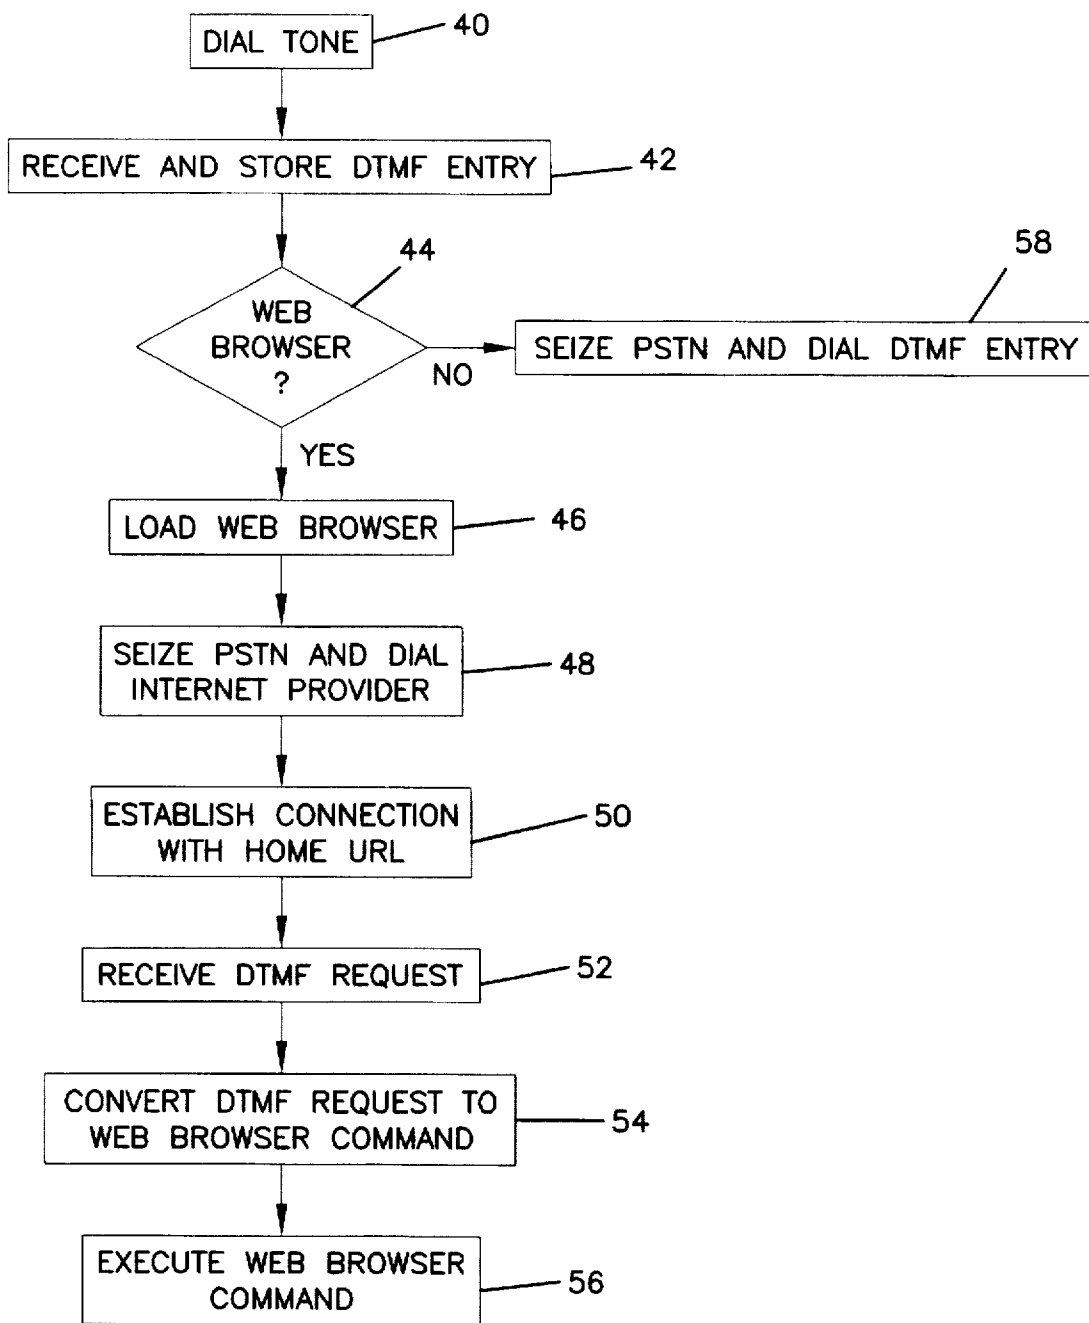 DIAL TONE
40
RECEIVE AND STORE DTMF ENTRY
42
44
WEB
BROWSER
?
NO
58
SEIZE PSTN AND DIAL DTMF ENTRY
YES
LOAD WEB BROWSER
46
SEIZE PSTN AND DIAL
INTERNET PROVIDER
48
ESTABLISH CONNECTION
WITH HOME URL
50
RECEIVE DTMF REQUEST
52
CONVERT DTMF REQUEST TO
WEB BROWSER COMMAND
54
EXECUTE WEB BROWSER
COMMAND
56